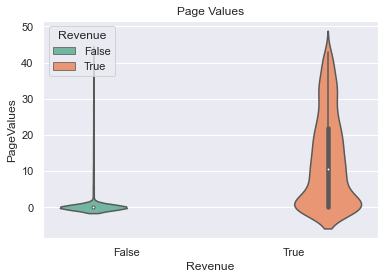 Page Values
Revenue
False
True
PageValues
50
40
30
20
10
0
False
True
Revenue